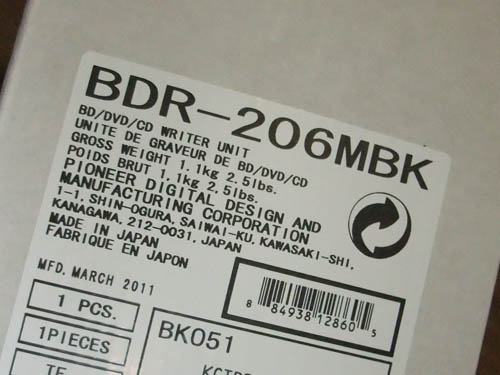 BDR-206MBK
BD/DVD/CD WRITER UNIT
UNITE DE GRAVEUR DE BD/DVD/CD
GROSS WEIGHT 1.1kg 2.5lbs.
POIDS BRUT 1.1kg 2.5lbs.
PIONEER DIGITAL DESIGN AND
MANUFACTURING CORPORATION
1-1, SHIN-OGURA, SAIWAI-KU, KAWASAKI-SHI,
KANAGAWA, 212-0031, JAPAN
MADE IN JAPAN
FABRIQUE EN JAPON
MFD. MARCH 2011
8 84938 12860 5
1 PCS.
1PIECES
BK051